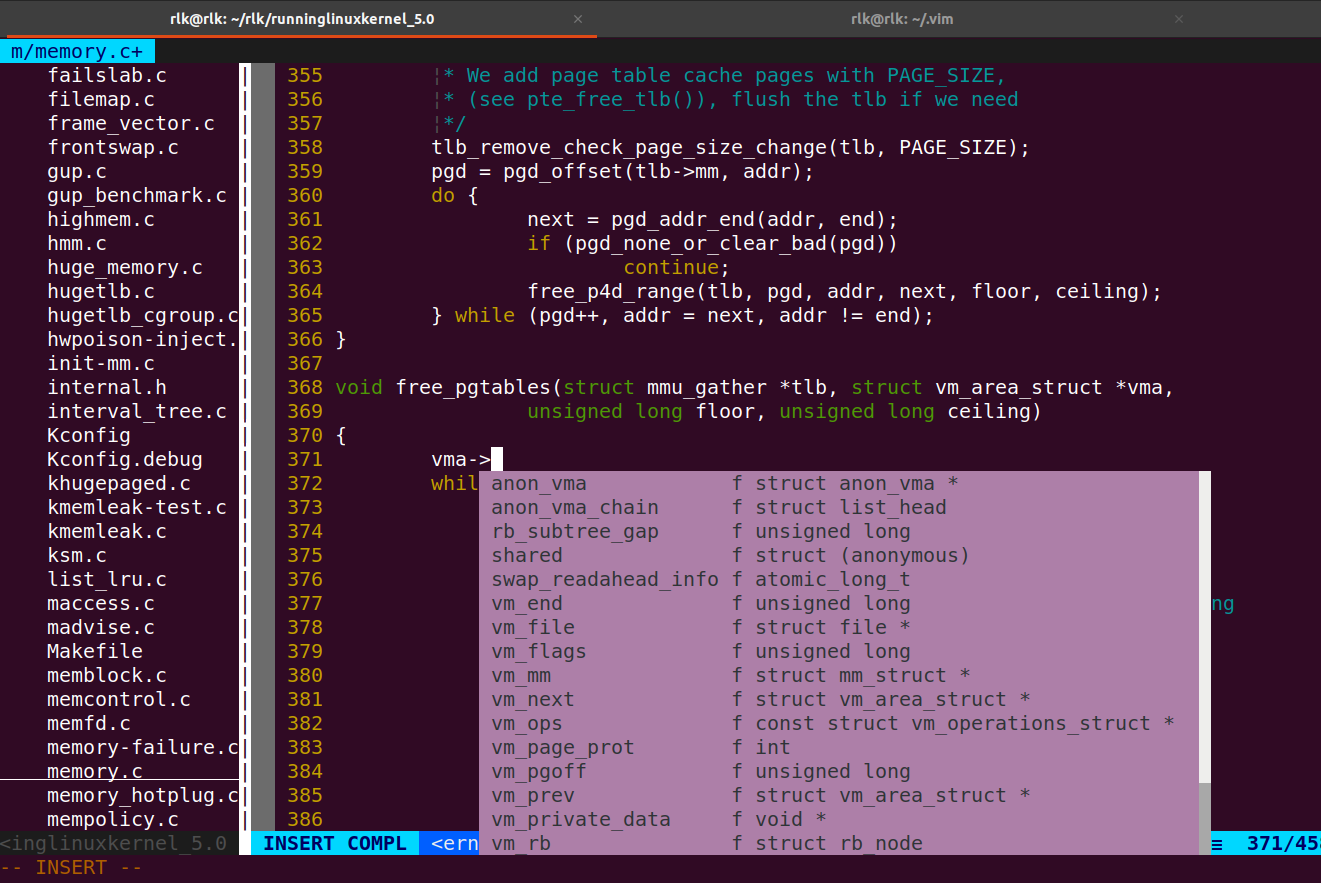 rlk@rlk: ~/rlk/runninglinuxkernel_5.0 × rlk@rlk: ~/.vim ×
m/memory.c+
failslab.c
filemap.c
frame_vector.c
frontswap.c
gup.c
gup_benchmark.c
highmem.c
hmm.c
huge_memory.c
hugetlb.c
hugetlb_cgroup.c
hwpoison-inject.
init-mm.c
internal.h
interval_tree.c
Kconfig
Kconfig.debug
khugepaged.c
kmemleak-test.c
kmemleak.c
ksm.c
list_lru.c
maccess.c
madvise.c
Makefile
memblock.c
memcontrol.c
memfd.c
memory-failure.c
memory.c
memory_hotplug.c
mempolicy.c
<inglinuxkernel_5.0
355 ¦* We add page table cache pages with PAGE_SIZE,
356 ¦* (see pte_free_tlb()), flush the tlb if we need
357 ¦*/
358 tlb_remove_check_page_size_change(tlb, PAGE_SIZE);
359 pgd = pgd_offset(tlb->mm, addr);
360 do {
361 next = pgd_addr_end(addr, end);
362 if (pgd_none_or_clear_bad(pgd))
363 continue;
364 free_p4d_range(tlb, pgd, addr, next, floor, ceiling);
365 } while (pgd++, addr = next, addr != end);
366 }
367
368 void free_pgtables(struct mmu_gather *tlb, struct vm_area_struct *vma,
369 unsigned long floor, unsigned long ceiling)
370 {
371 vma->
372 whil anon_vma f struct anon_vma *
373 anon_vma_chain f struct list_head
374 rb_subtree_gap f unsigned long
375 shared f struct (anonymous)
376 swap_readahead_info f atomic_long_t
377 vm_end f unsigned long ng
378 vm_file f struct file *
379 vm_flags f unsigned long
380 vm_mm f struct mm_struct *
381 vm_next f struct vm_area_struct *
382 vm_ops f const struct vm_operations_struct *
383 vm_page_prot f int
384 vm_pgoff f unsigned long
385 vm_prev f struct vm_area_struct *
386 vm_private_data f void *
INSERT COMPL <ern vm_rb f struct rb_node ≡ 371/45
-- INSERT --